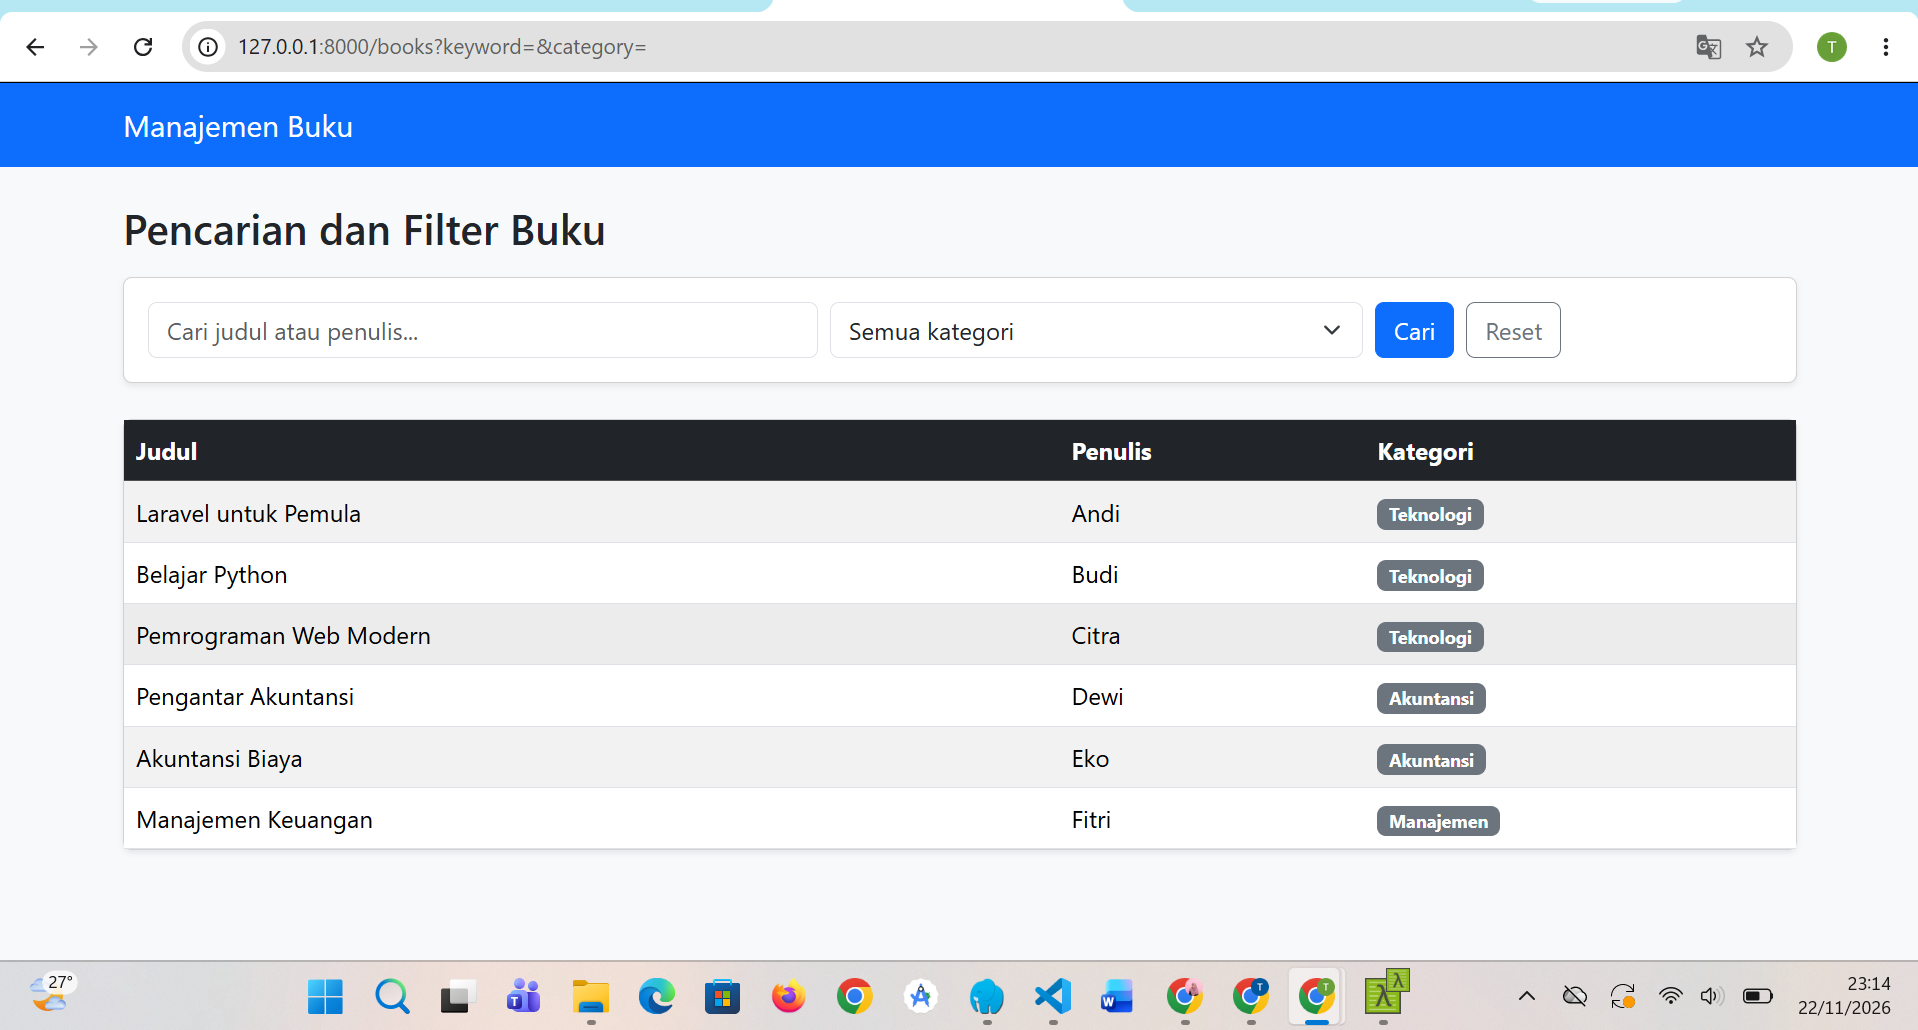 127.0.0.1:8000/books?keyword=&category=
T
Manajemen Buku
Pencarian dan Filter Buku
Cari judul atau penulis...
Semua kategori
Cari
Reset
Judul Penulis Kategori
Laravel untuk Pemula Andi Teknologi
Belajar Python Budi Teknologi
Pemrograman Web Modern Citra Teknologi
Pengantar Akuntansi Dewi Akuntansi
Akuntansi Biaya Eko Akuntansi
Manajemen Keuangan Fitri Manajemen
27°
23:14
22/11/2026